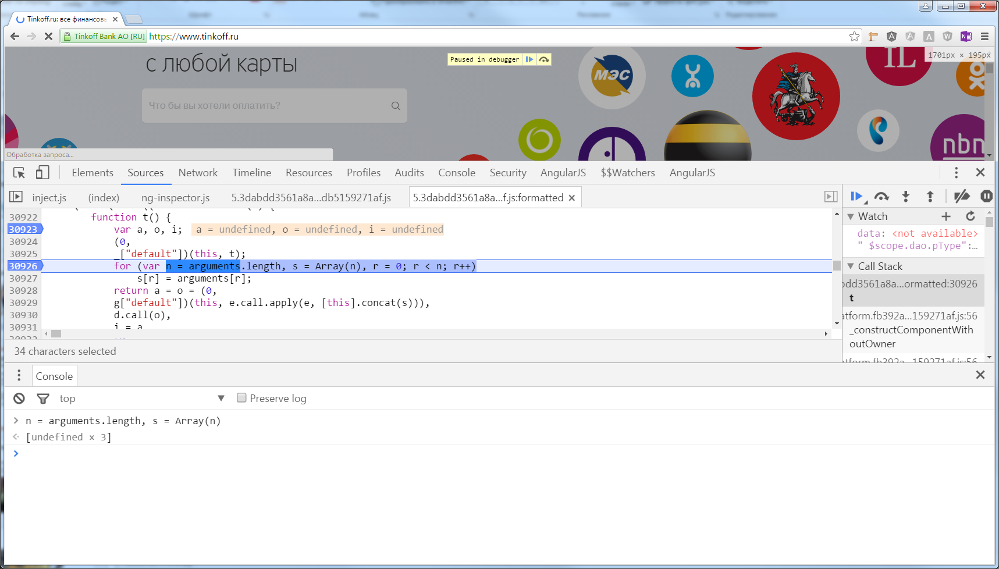 Tinkoff.ru: все финансовы
Tinkoff Bank AO [RU] https://www.tinkoff.ru
с любой карты
Paused in debugger
1701px × 195px
Что бы вы хотели оплатить?
МЭС
IL
nbn
Обработка запроса...
Elements Sources Network Timeline Resources Profiles Audits Console Security AngularJS $$Watchers AngularJS
inject.js (index) ng-inspector.js 5.3dabdd3561a8a...db5159271af.js 5.3dabdd3561a8a...f.js:formatted
30922 function t() {
30923 var a, o, i; a = undefined, o = undefined, i = undefined
30924 (0,
30925 _["default"])(this, t);
30926 for (var n = arguments.length, s = Array(n), r = 0; r < n; r++)
30927 s[r] = arguments[r];
30928 return a = o = (0,
30929 g["default"])(this, e.call.apply(e, [this].concat(s))),
30930 d.call(o),
30931 i = a,
34 characters selected
Watch
data: <not available>
" $scope.dao.pType":...
Call Stack
bdd3561a8a...ormatted:30926
t
atform.fb392a...159271af.js:56
_constructComponentWith
outOwner
atform.fb392a...159271af.js:56
Console
top Preserve log
n = arguments.length, s = Array(n)
[undefined × 3]